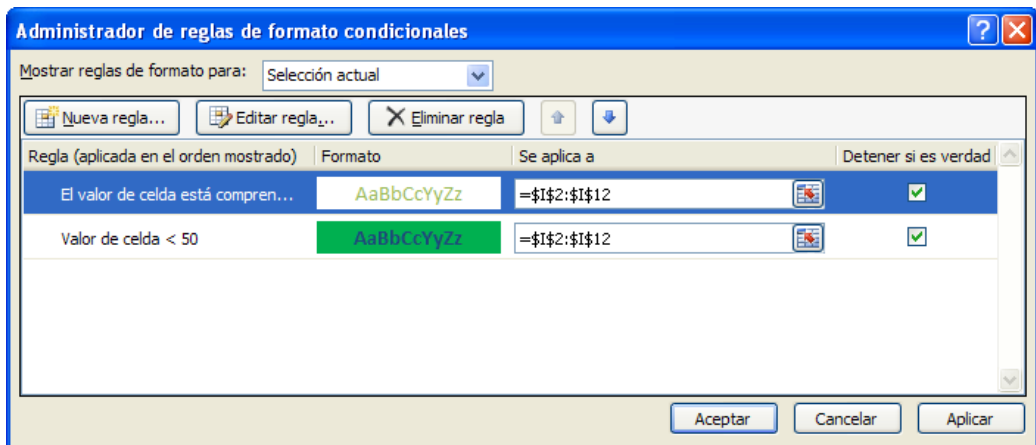 Administrador de reglas de formato condicionales
Mostrar reglas de formato para: Selección actual
Nueva regla... Editar regla... Eliminar regla
Regla (aplicada en el orden mostrado) Formato Se aplica a Detener si es verdad
El valor de celda está compren... AaBbCcYyZz =$I$2:$I$12
Valor de celda < 50 AaBbCcYyZz =$I$2:$I$12
Aceptar Cancelar Aplicar